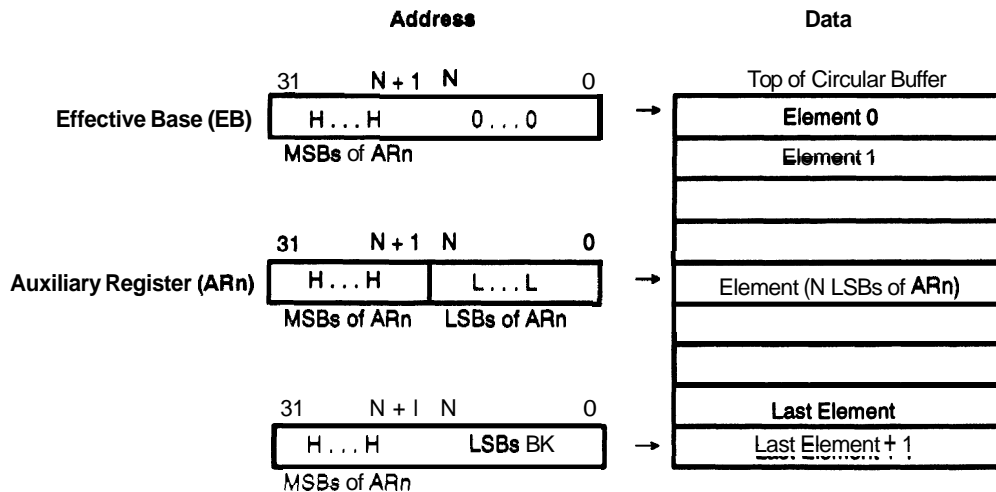 Address Data
31 N + 1 N 0 Top of Circular Buffer
Effective Base (EB) H . . . H 0 . . . 0 → Element 0
MSBs of ARn Element 1
31 N + 1 N 0
Auxiliary Register (ARn) H . . . H L . . . L → Element (N LSBs of ARn)
MSBs of ARn LSBs of ARn
31 N + I N 0 Last Element
H . . . H LSBs BK → Last Element + 1
MSBs of ARn